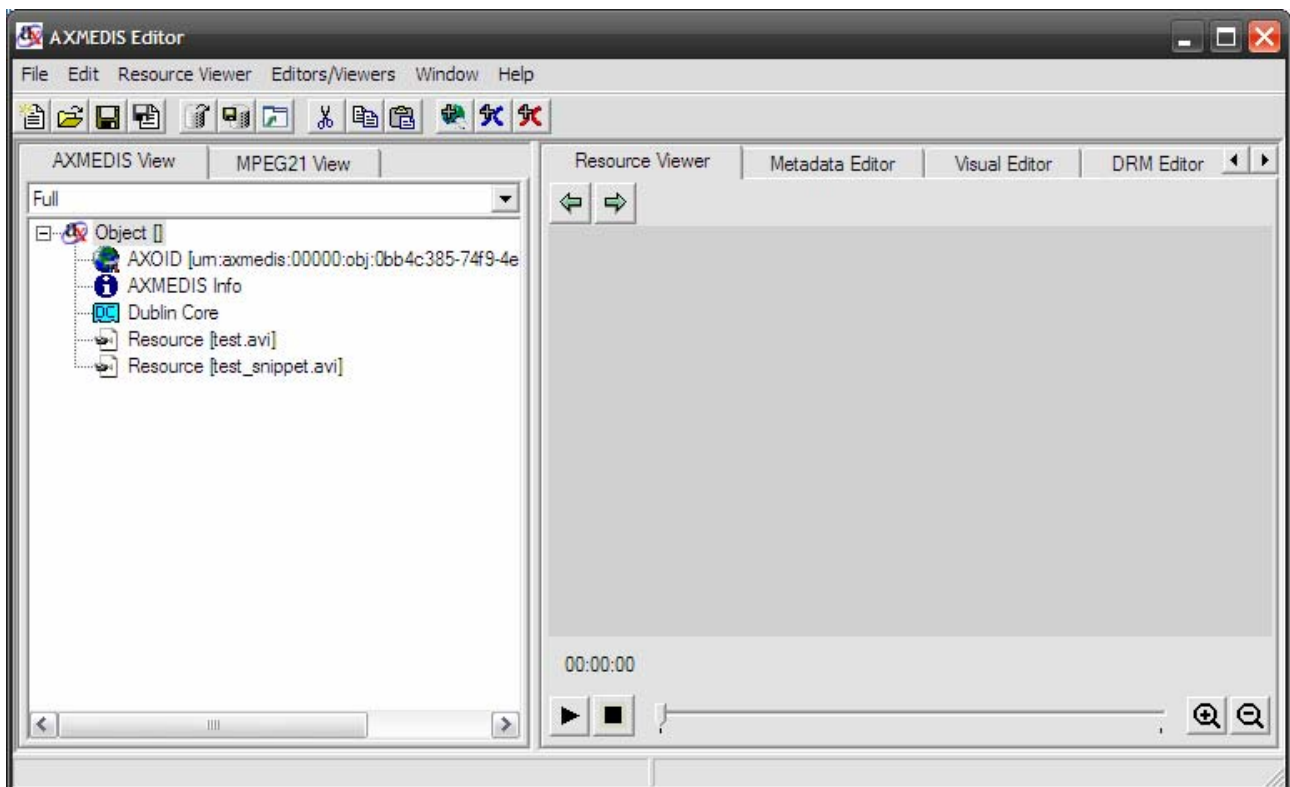 AXMEDIS Editor
File Edit Resource Viewer Editors/Viewers Window Help
AXMEDIS View MPEG21 View
Resource Viewer Metadata Editor Visual Editor DRM Editor
Full
Object []
AXOID [urn:axmedis:00000:obj:0bb4c385-74f9-4e
AXMEDIS Info
DC Dublin Core
Resource [test.avi]
Resource [test_snippet.avi]
00:00:00